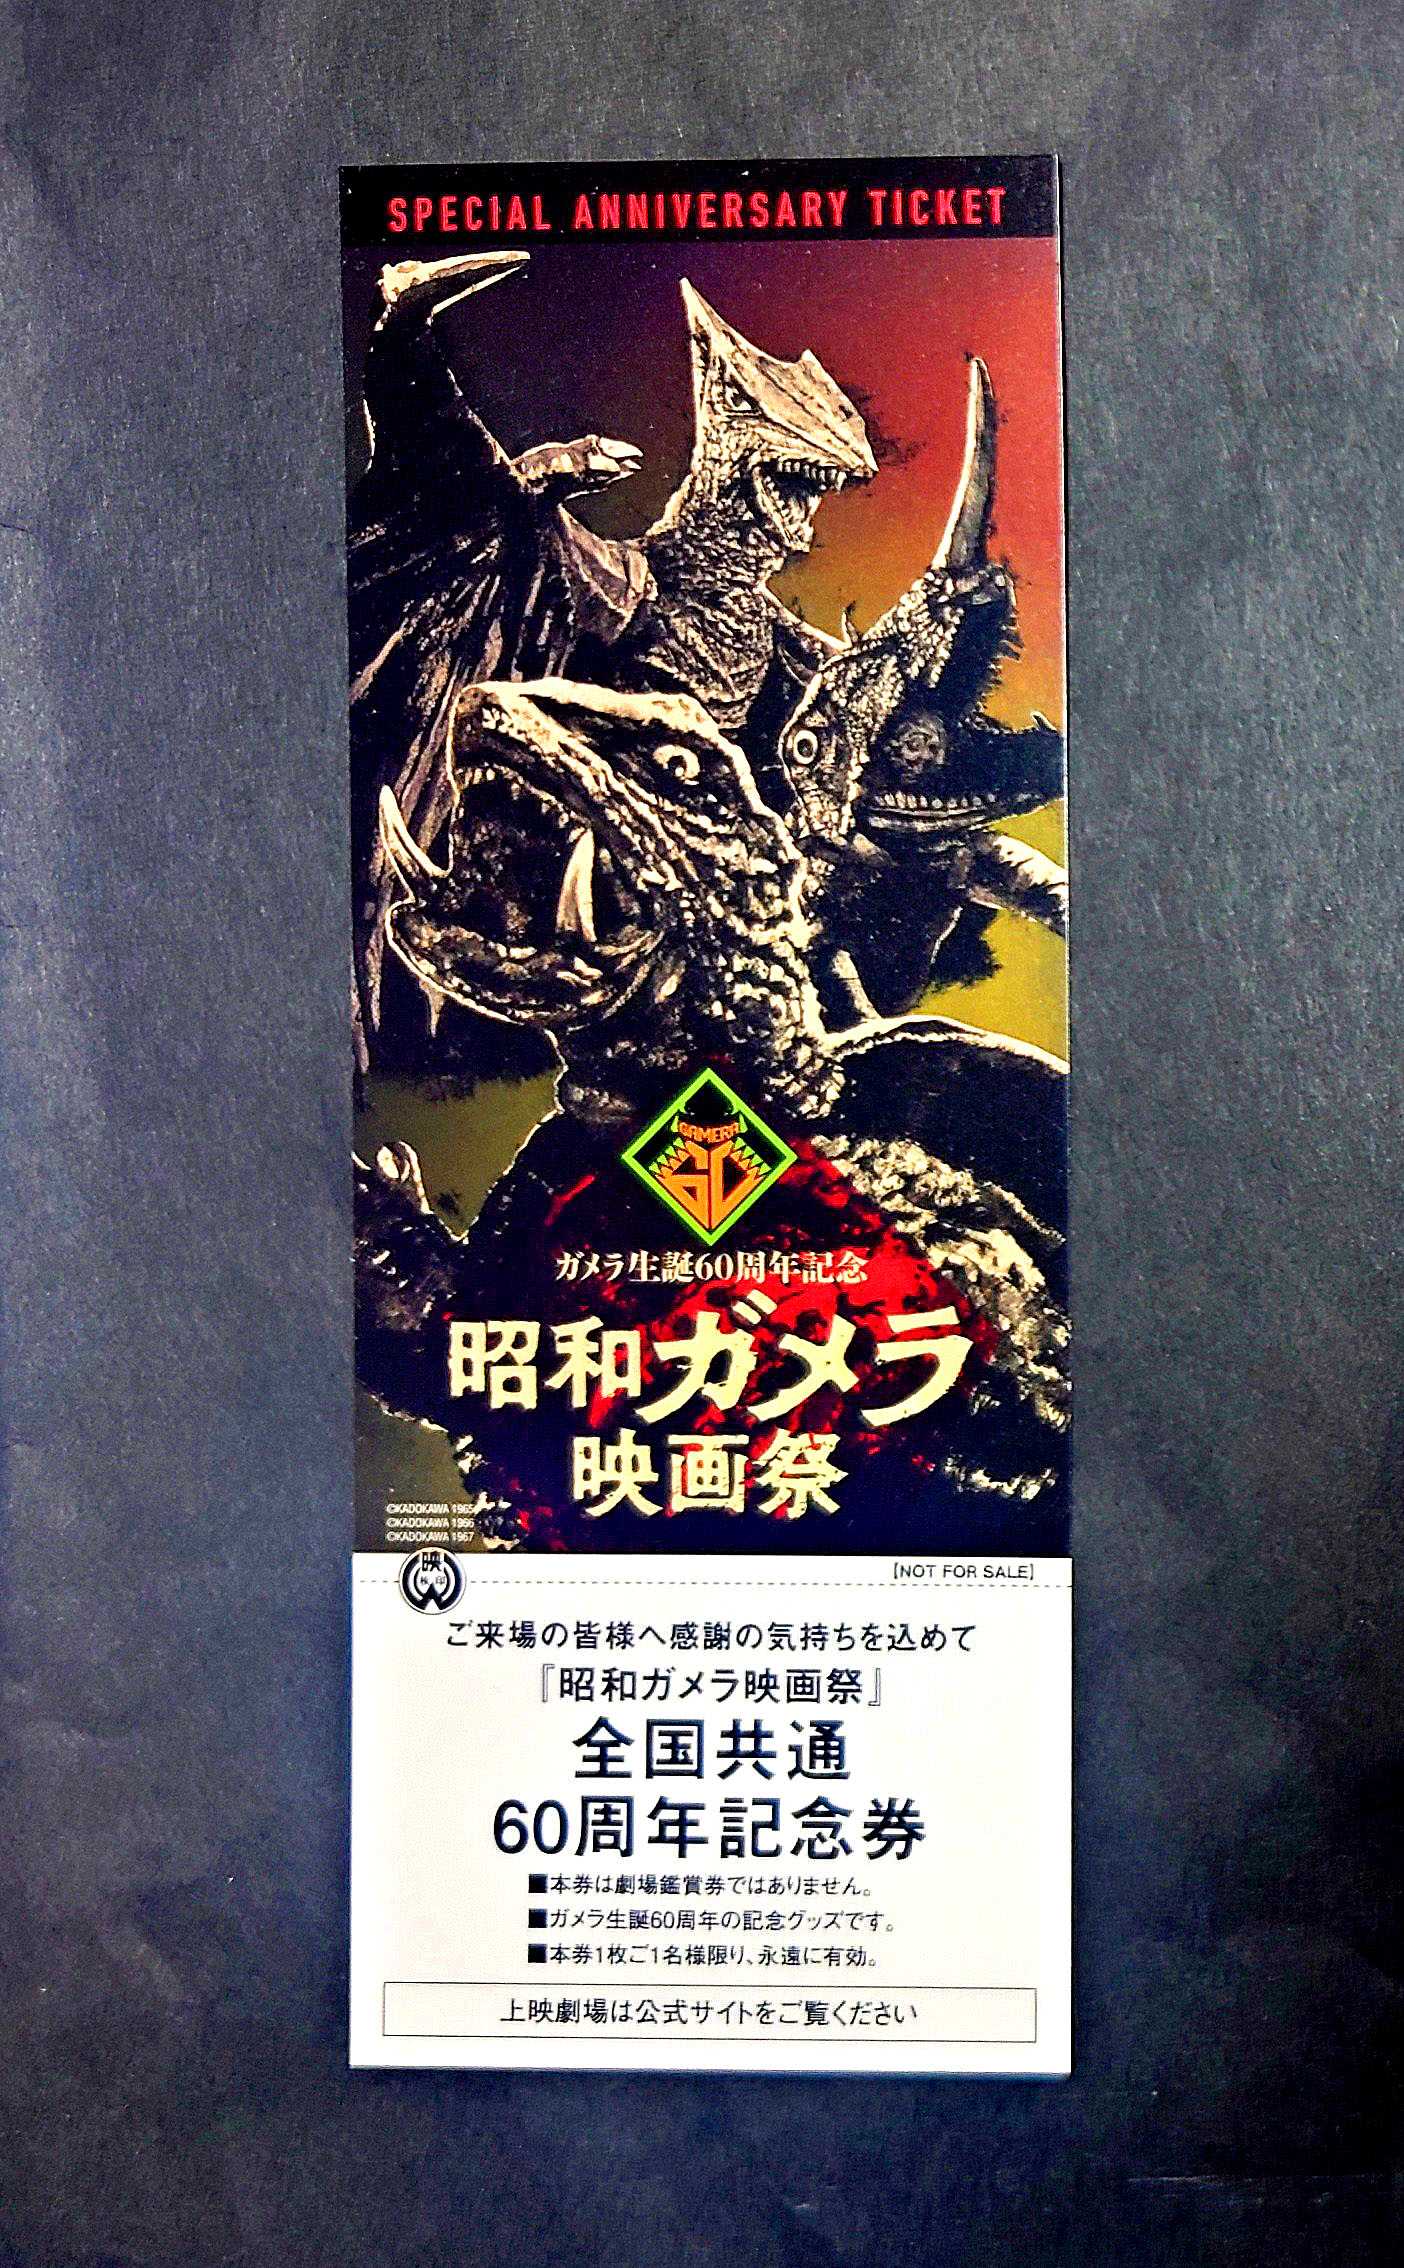 SPECIAL ANNIVERSARY TICKET
GAMERA
60
ガメラ生誕60周年記念
昭和ガメラ
映画祭
©KADOKAWA 1965
©KADOKAWA 1966
©KADOKAWA 1967
映
検印
【NOT FOR SALE】
ご来場の皆様へ感謝の気持ちを込めて
『昭和ガメラ映画祭』
全国共通
60周年記念券
■本券は劇場鑑賞券ではありません。
■ガメラ生誕60周年の記念グッズです。
■本券1枚ご1名様限り、永遠に有効。
上映劇場は公式サイトをご覧ください